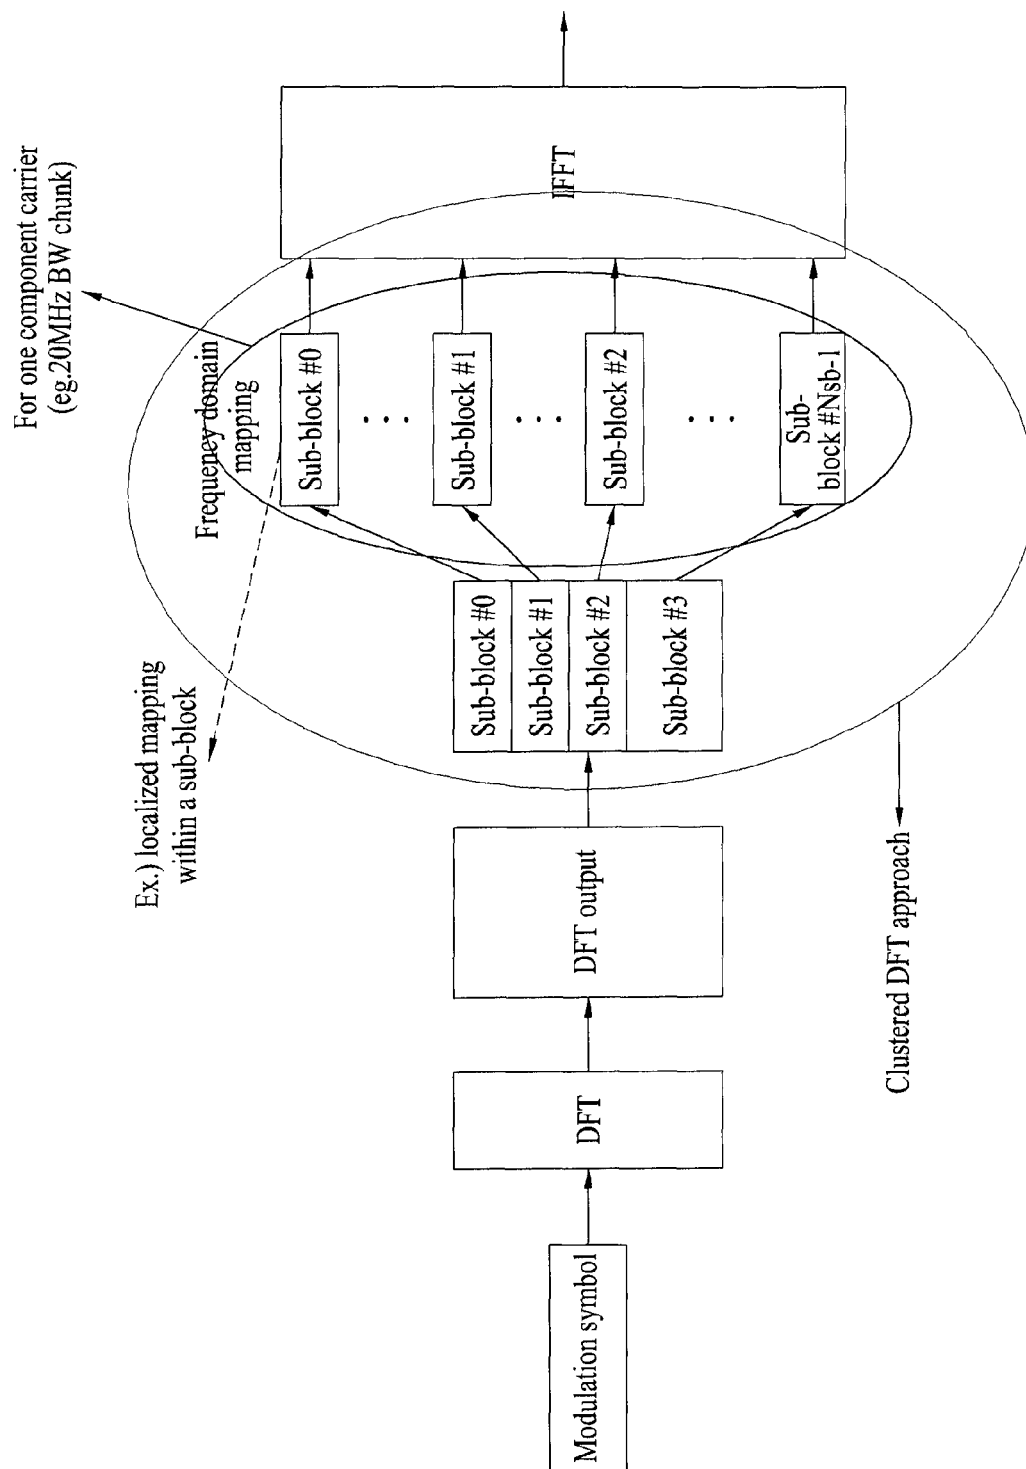 For one component carrier
(eg.20MHz BW chunk)
Ex.) localized mapping
within a sub-block
Frequeney domain
mapping
Modulation symbol
DFT
DFT output
Sub-block #0
Sub-block #1
Sub-block #2
Sub-block #3
Sub-block #0
. . .
Sub-block #1
. . .
Sub-block #2
. . .
Sub-
block #Nsb-1
IFFT
Clustered DFT approach